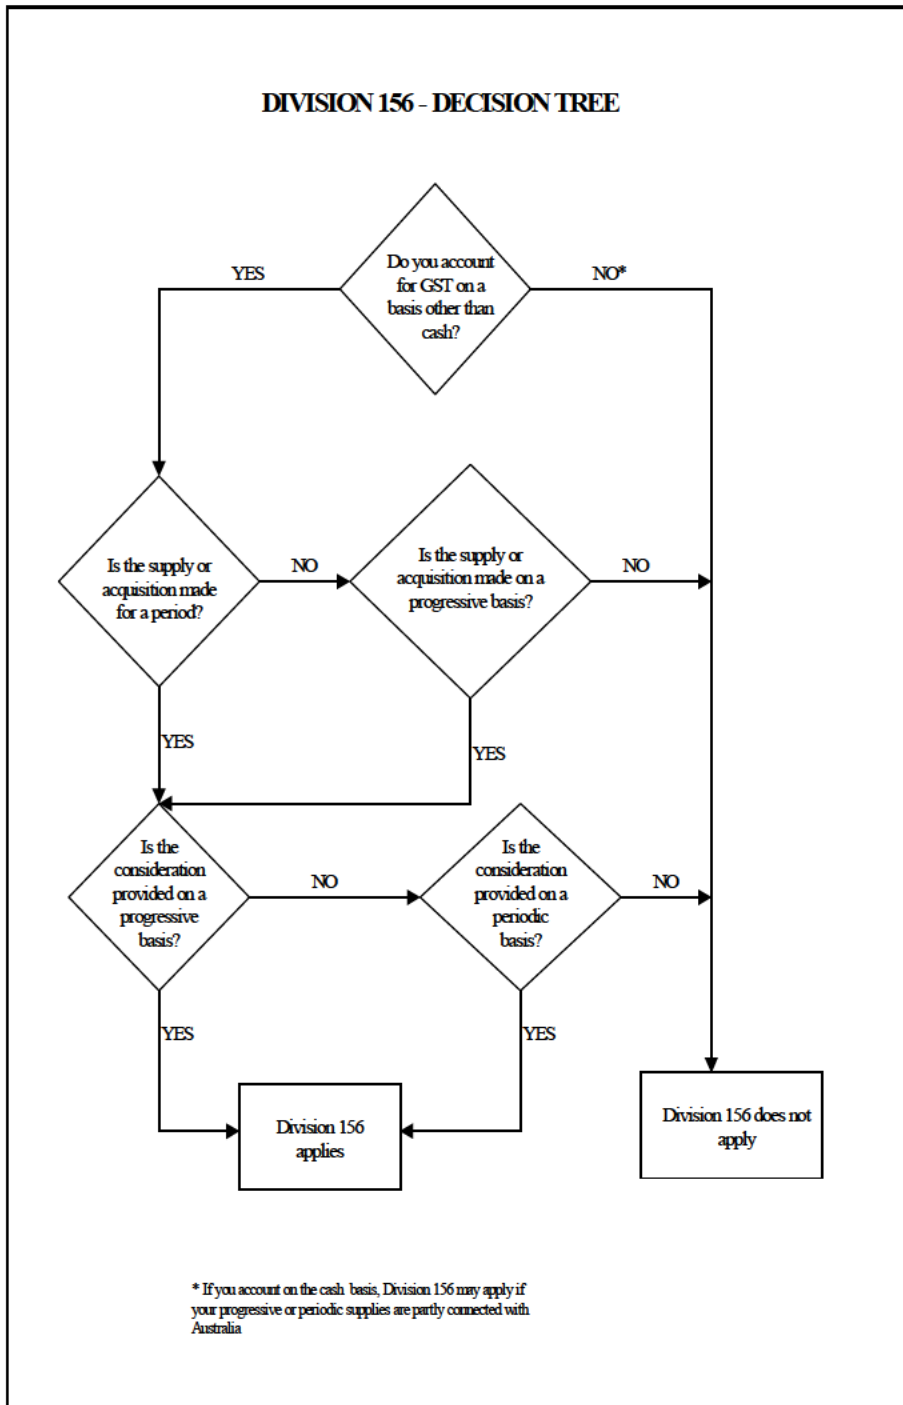 DIVISION 156 - DECISION TREE
Do you account
for GST on a
basis other than
cash?
YES
NO*
Is the supply or
acquisition made
for a period?
NO
Is the supply or
acquisition made on a
progressive basis?
NO
YES
YES
Is the
consideration
provided on a
progressive
basis?
NO
Is the
consideration
provided on a
periodic
basis?
NO
YES
YES
Division 156
applies
Division 156 does not
apply
* If you account on the cash basis, Division 156 may apply if
your progressive or periodic supplies are partly connected with
Australia